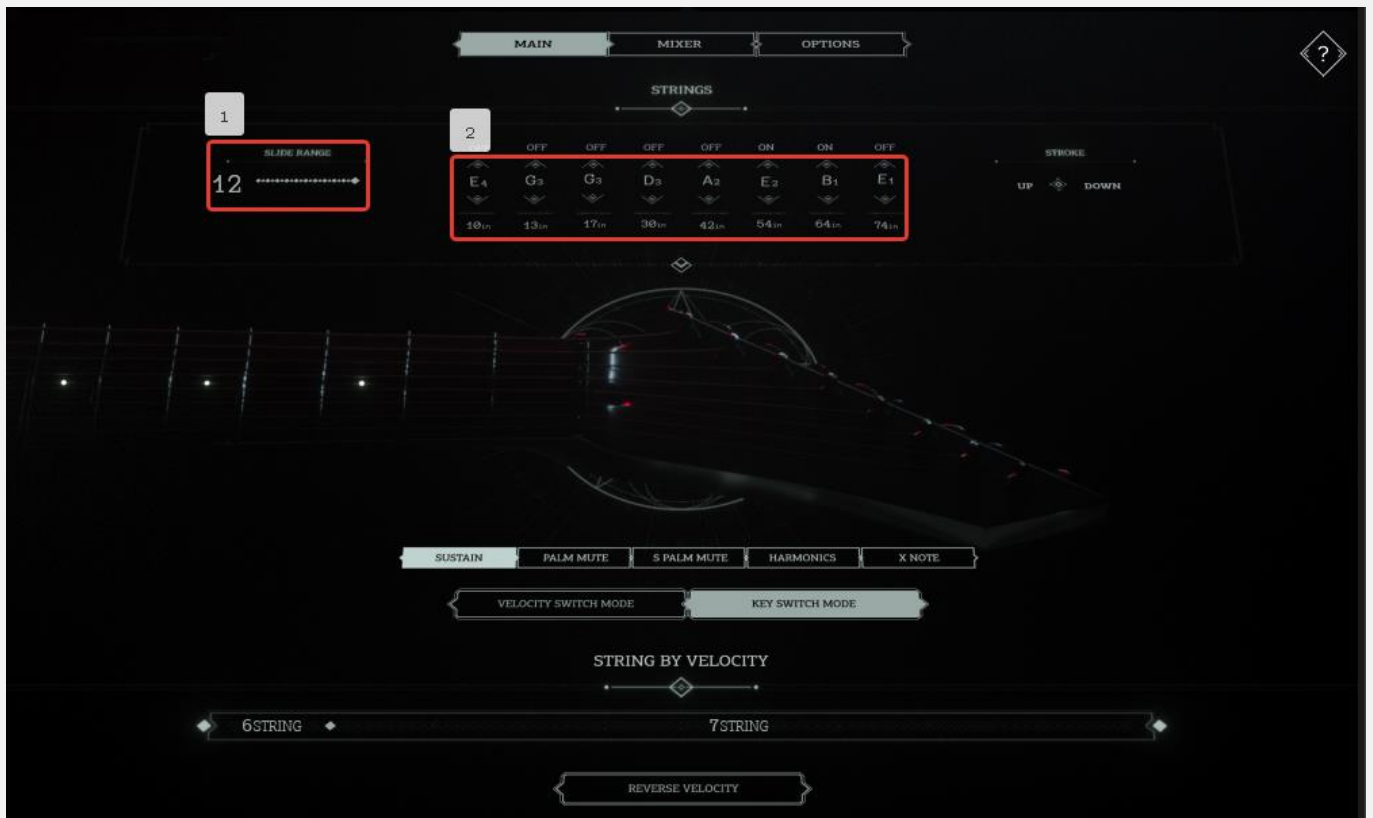 MAIN MIXER OPTIONS
?
STRINGS
1
2
OFF OFF OFF OFF ON ON OFF
SLIDE RANGE
STROKE
12
E4 G3 G3 D3 A2 E2 B1 E1
UP DOWN
10in 13in 17in 30in 42in 54in 64in 74in
SUSTAIN PALM MUTE S PALM MUTE HARMONICS X NOTE
VELOCITY SWITCH MODE KEY SWITCH MODE
STRING BY VELOCITY
6STRING 7STRING
REVERSE VELOCITY